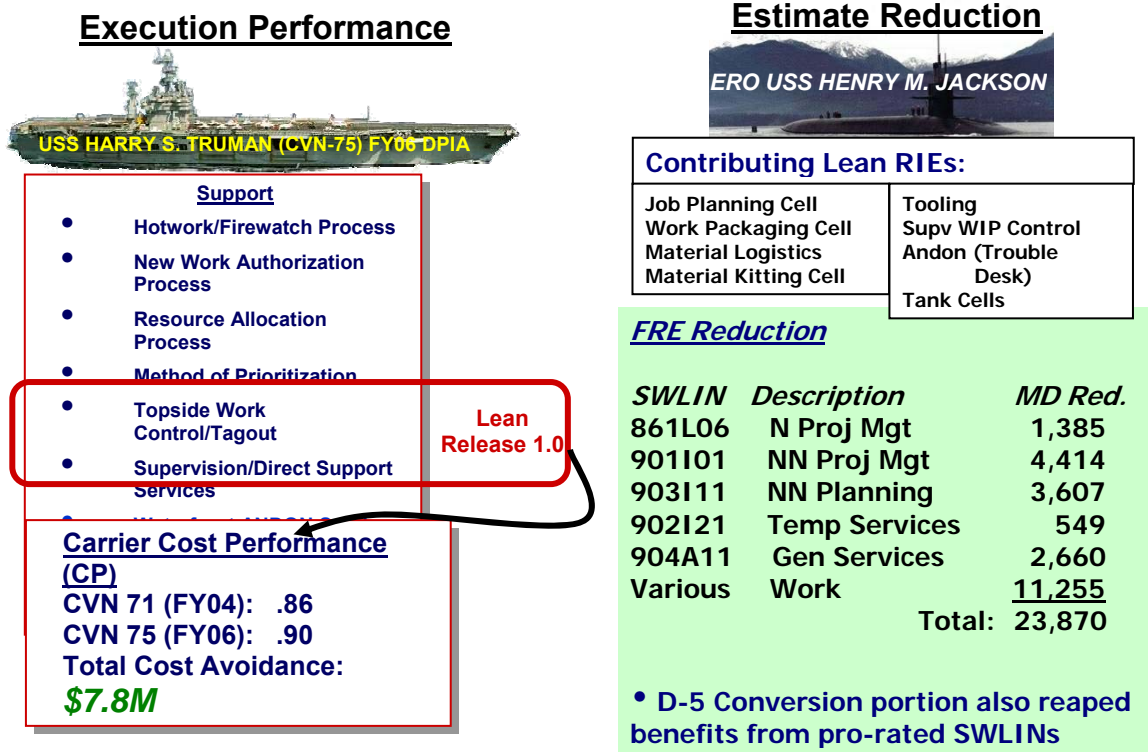 Execution Performance
USS HARRY S. TRUMAN (CVN-75) FY06 DPIA
Support
• Hotwork/Firewatch Process
• New Work Authorization
Process
• Resource Allocation
Process
• Method of Prioritization
• Topside Work
Control/Tagout
• Supervision/Direct Support
Services
Lean
Release 1.0
Carrier Cost Performance
(CP)
CVN 71 (FY04): .86
CVN 75 (FY06): .90
Total Cost Avoidance:
$7.8M
Estimate Reduction
ERO USS HENRY M. JACKSON
Contributing Lean RIEs:
Job Planning Cell
Work Packaging Cell
Material Logistics
Material Kitting Cell
Tooling
Supv WIP Control
Andon (Trouble
Desk)
Tank Cells
FRE Reduction
SWLIN Description MD Red.
861L06 N Proj Mgt 1,385
901I01 NN Proj Mgt 4,414
903I11 NN Planning 3,607
902I21 Temp Services 549
904A11 Gen Services 2,660
Various Work 11,255
Total: 23,870
• D-5 Conversion portion also reaped
benefits from pro-rated SWLINs